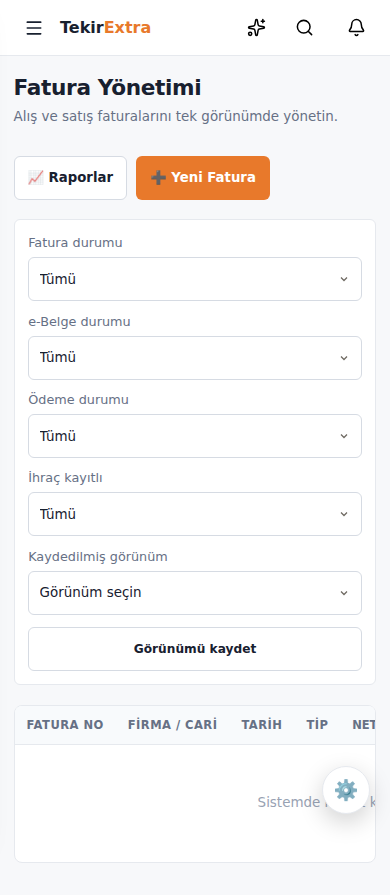 TekirExtra
Fatura Yönetimi
Alış ve satış faturalarını tek görünümde yönetin.
Raporlar
Yeni Fatura
Fatura durumu
Tümü
e-Belge durumu
Tümü
Ödeme durumu
Tümü
İhraç kayıtlı
Tümü
Kaydedilmiş görünüm
Görünüm seçin
Görünümü kaydet
FATURA NO FİRMA / CARİ TARİH TİP NET
Sistemde